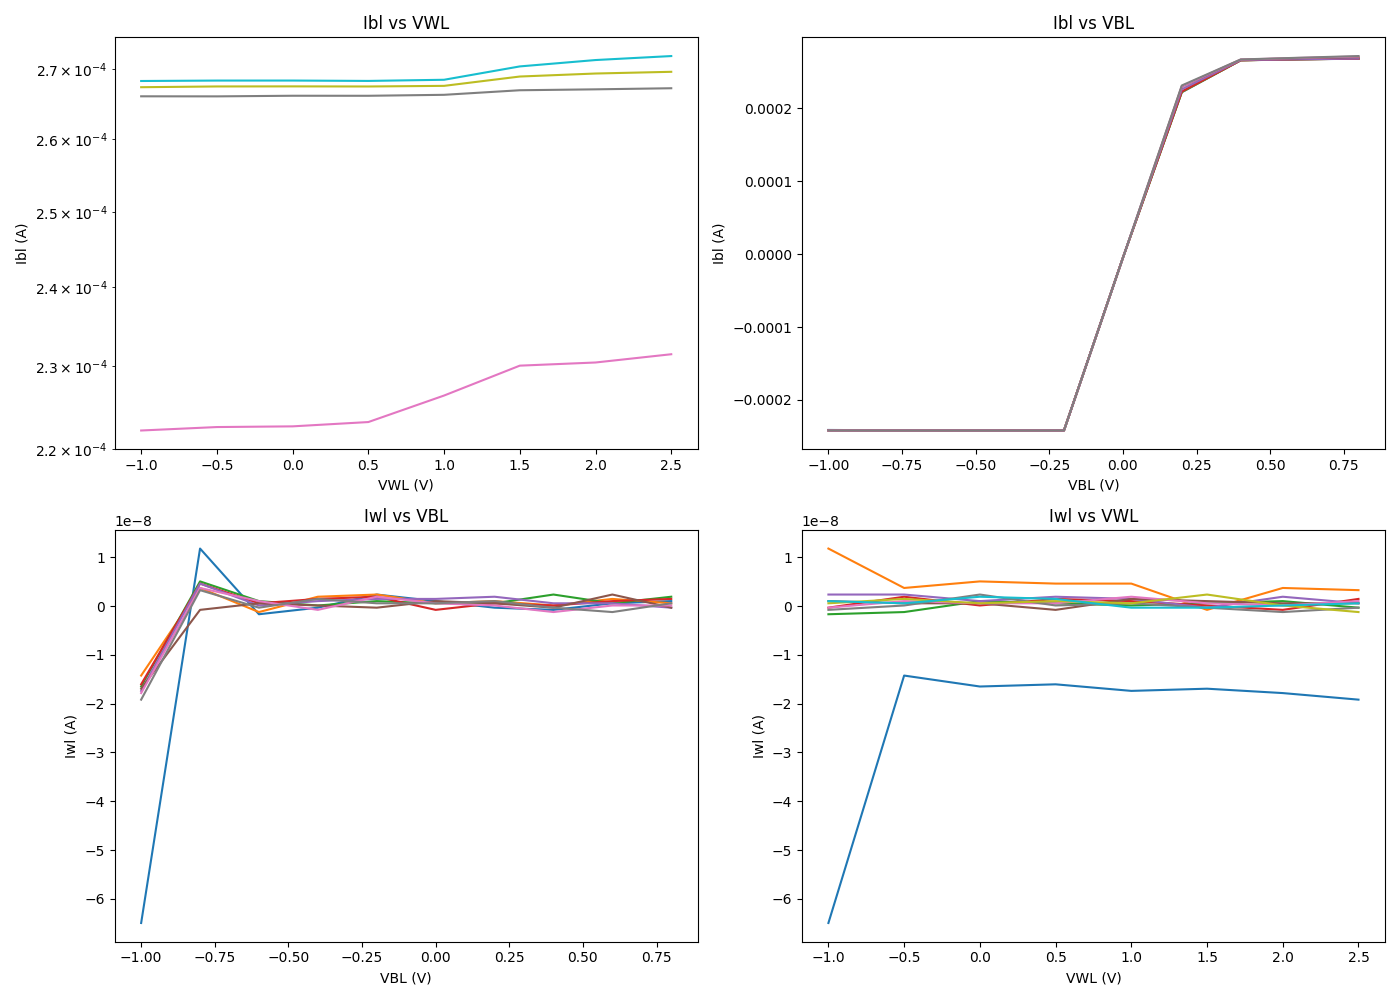 Ibl vs VWL
Ibl (A)
2.7 × 10⁻⁴
2.6 × 10⁻⁴
2.5 × 10⁻⁴
2.4 × 10⁻⁴
2.3 × 10⁻⁴
2.2 × 10⁻⁴
−1.0 −0.5 0.0 0.5 1.0 1.5 2.0 2.5
VWL (V)
Ibl vs VBL
Ibl (A)
0.0002
0.0001
0.0000
−0.0001
−0.0002
−1.00 −0.75 −0.50 −0.25 0.00 0.25 0.50 0.75
VBL (V)
Iwl vs VBL
1e−8
Iwl (A)
1
0
−1
−2
−3
−4
−5
−6
−1.00 −0.75 −0.50 −0.25 0.00 0.25 0.50 0.75
VBL (V)
Iwl vs VWL
1e−8
Iwl (A)
1
0
−1
−2
−3
−4
−5
−6
−1.0 −0.5 0.0 0.5 1.0 1.5 2.0 2.5
VWL (V)